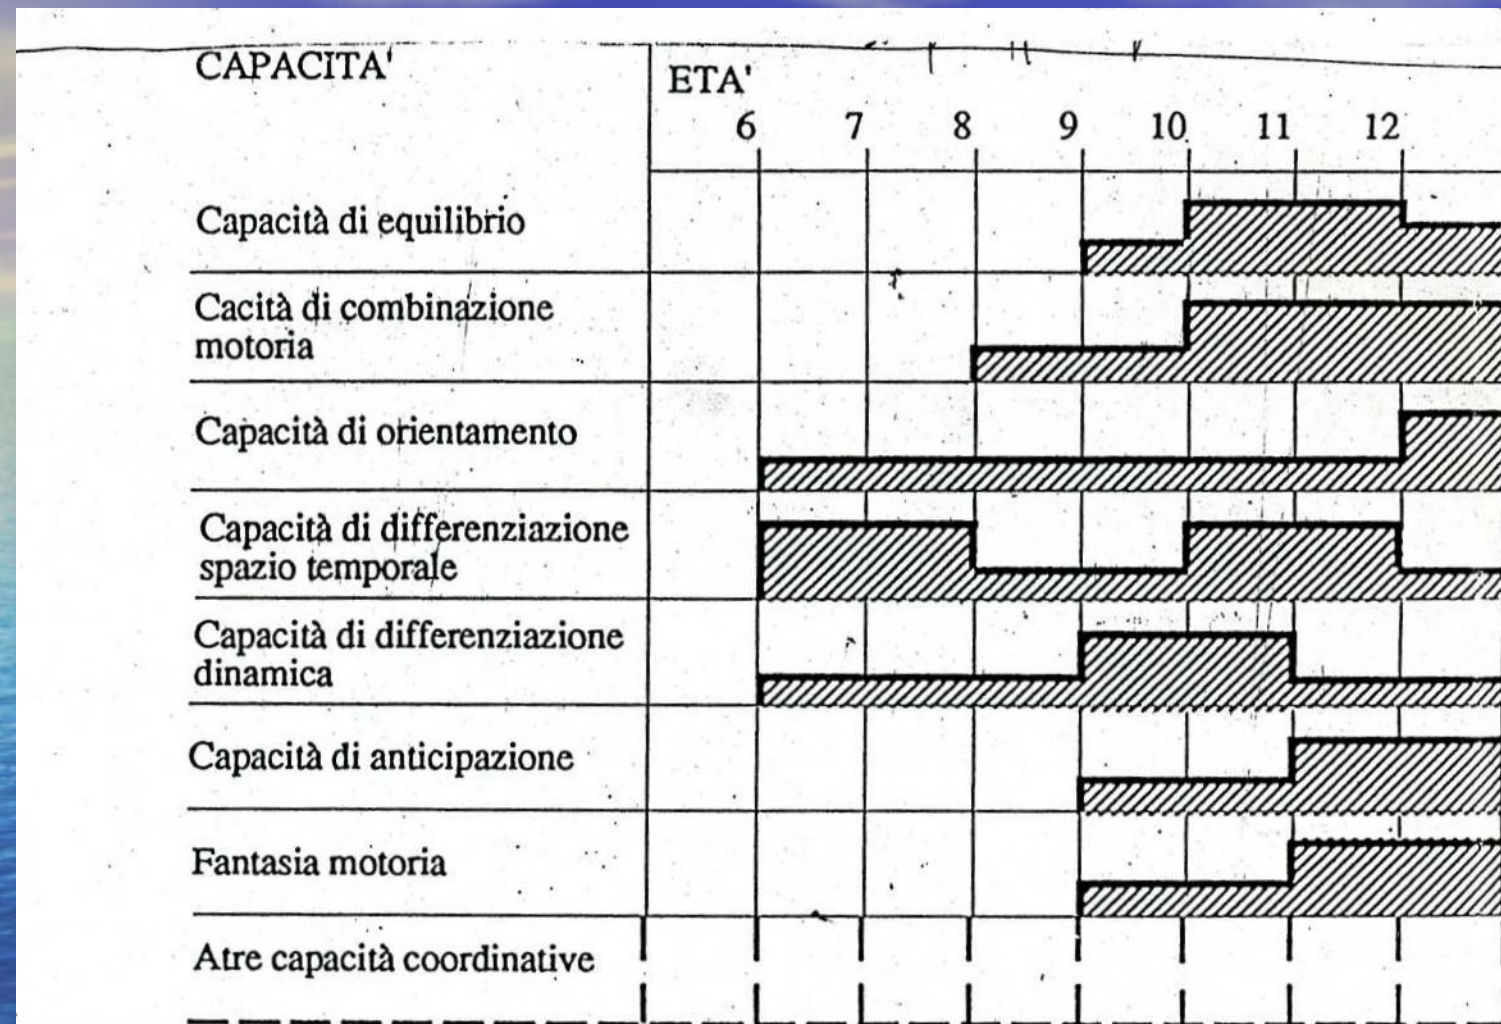 CAPACITA'
ETA'
6 7 8 9 10 11 12
Capacità di equilibrio
Cacità di combinazione
motoria
Capacità di orientamento
Capacità di differenziazione
spazio temporale
Capacità di differenziazione
dinamica
Capacità di anticipazione
Fantasia motoria
Atre capacità coordinative